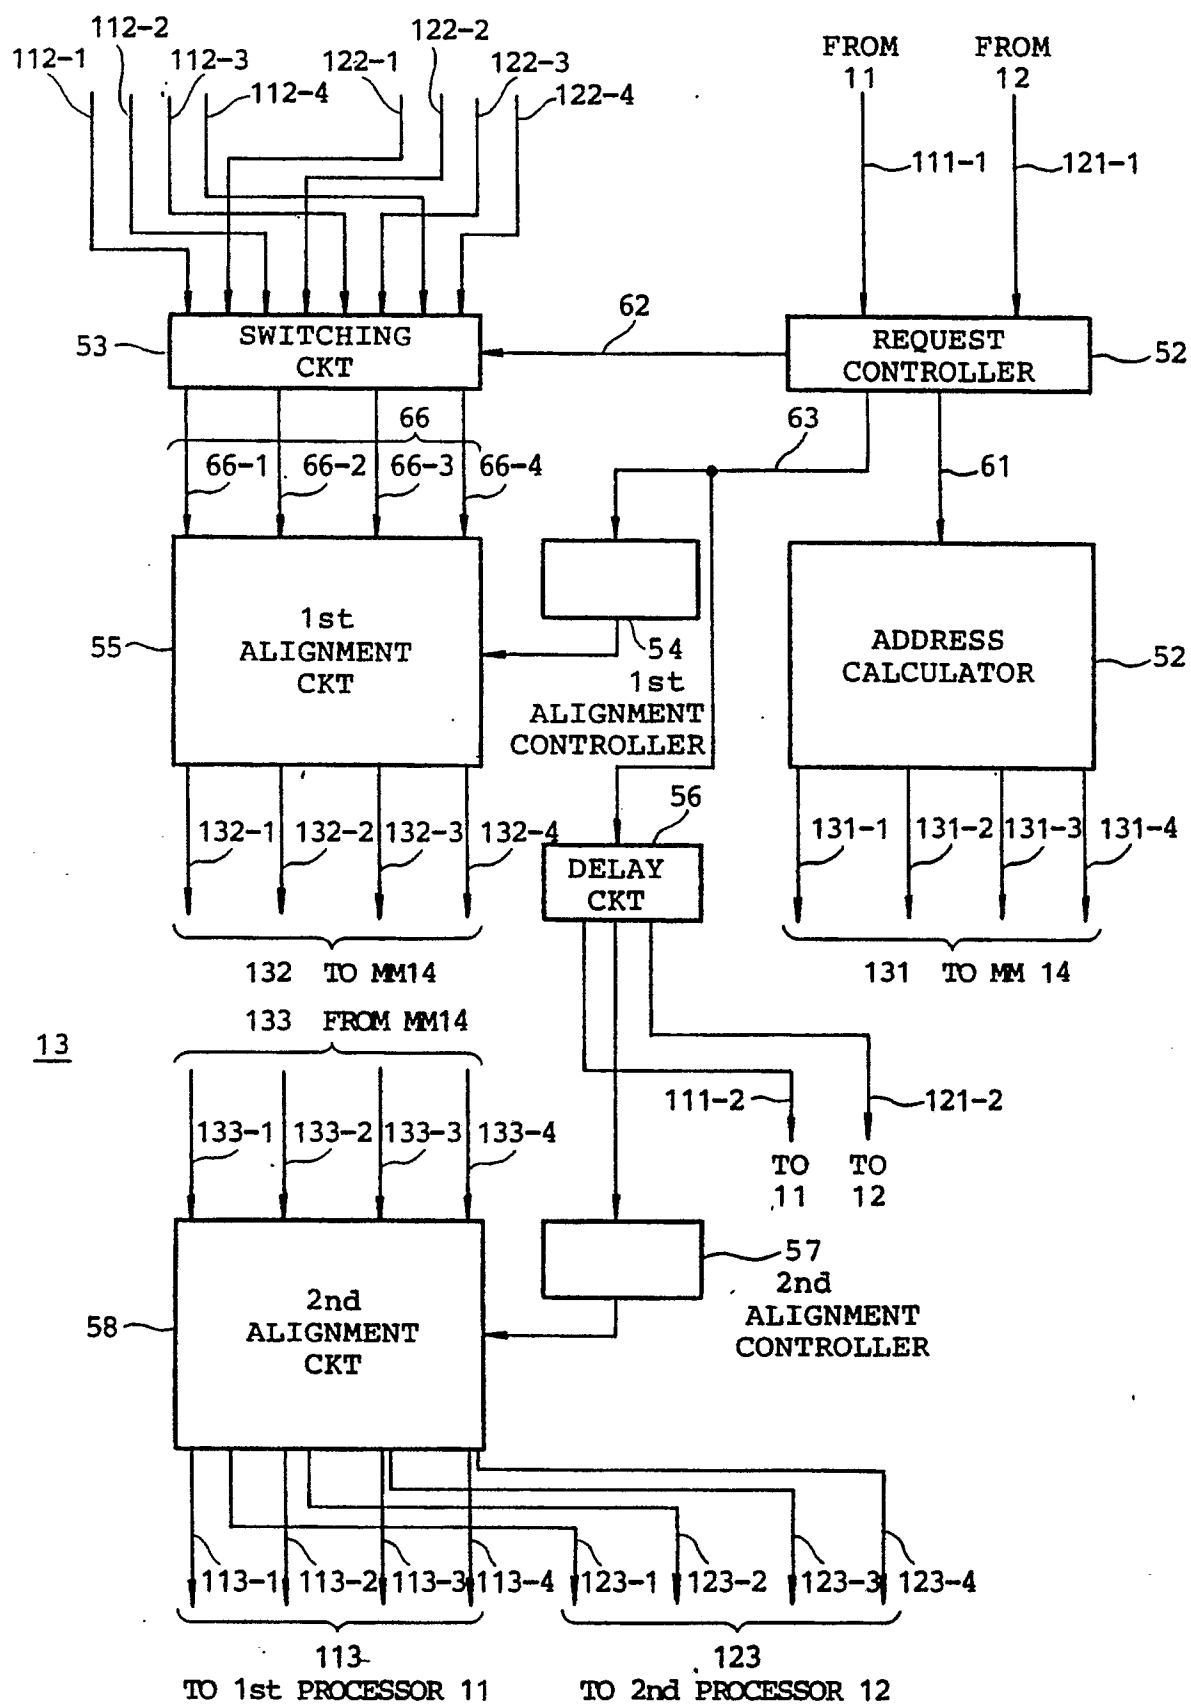 112-1
112-2
112-3
112-4
122-1
122-2
122-3
122-4
FROM
11
FROM
12
111-1
121-1
53
SWITCHING
CKT
62
REQUEST
CONTROLLER
52
66
63
61
66-1
66-2
66-3
66-4
55
1st
ALIGNMENT
CKT
54
1st
ALIGNMENT
CONTROLLER
ADDRESS
CALCULATOR
52
132-1
132-2
132-3
132-4
56
DELAY
CKT
131-1
131-2
131-3
131-4
132 TO MM14
131 TO MM 14
133 FROM MM14
13
133-1
133-2
133-3
133-4
111-2
121-2
TO
11
TO
12
58
2nd
ALIGNMENT
CKT
57
2nd
ALIGNMENT
CONTROLLER
113-1
113-2
113-3
113-4
123-1
123-2
123-3
123-4
113
TO 1st PROCESSOR 11
123
TO 2nd PROCESSOR 12